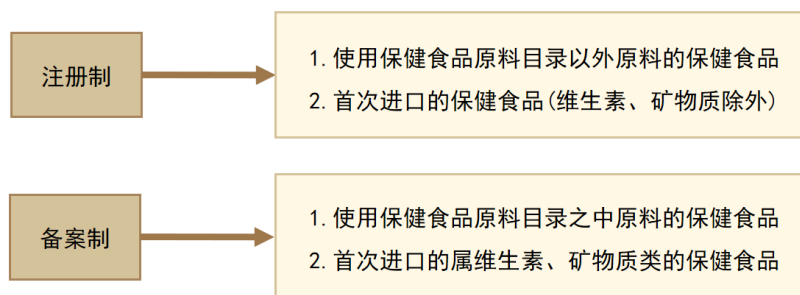 注册制
1. 使用保健食品原料目录以外原料的保健食品
2. 首次进口的保健食品(维生素、矿物质除外)
备案制
1. 使用保健食品原料目录之中原料的保健食品
2. 首次进口的属维生素、矿物质类的保健食品